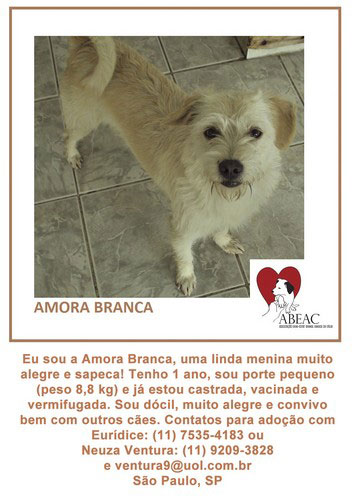 AMORA BRANCA
ABEAC
Eu sou a Amora Branca, uma linda menina muito
alegre e sapeca! Tenho 1 ano, sou porte pequeno
(peso 8,8 kg) e já estou castrada, vacinada e
vermifugada. Sou dócil, muito alegre e convivo
bem com outros cães. Contatos para adoção com
Eurídice: (11) 7535-4183 ou
Neuza Ventura: (11) 9209-3828
e ventura9@uol.com.br
São Paulo, SP